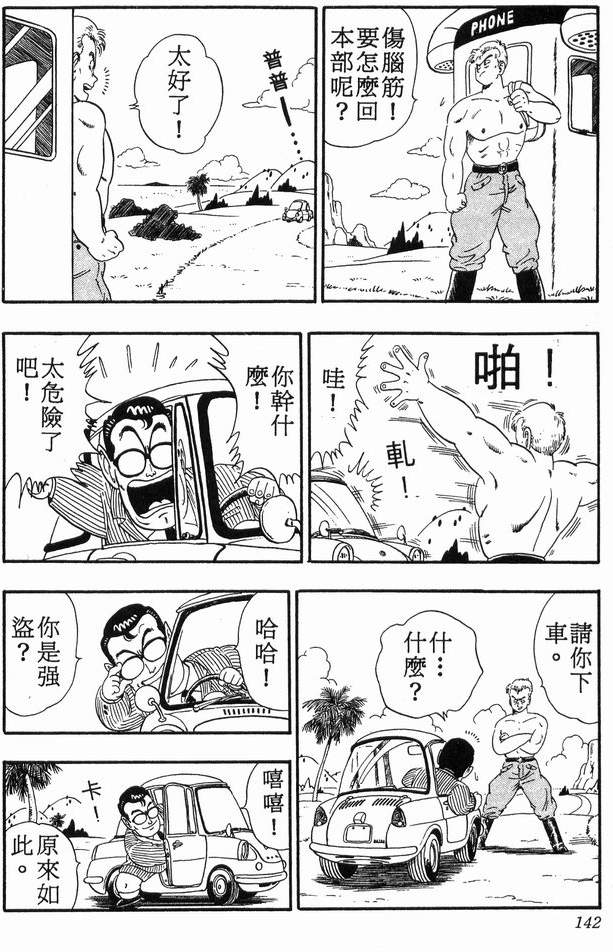 PHONE
傷腦筋！
要怎麼回
本部呢？
普普ー……
太好了！
啪！
哇！
軋！
你幹什
麼！
太危險了
吧！
請你下
車。
什…
什麼？
哈哈！
你是强
盜？
嘻嘻！
卡！
原來如
此。
142